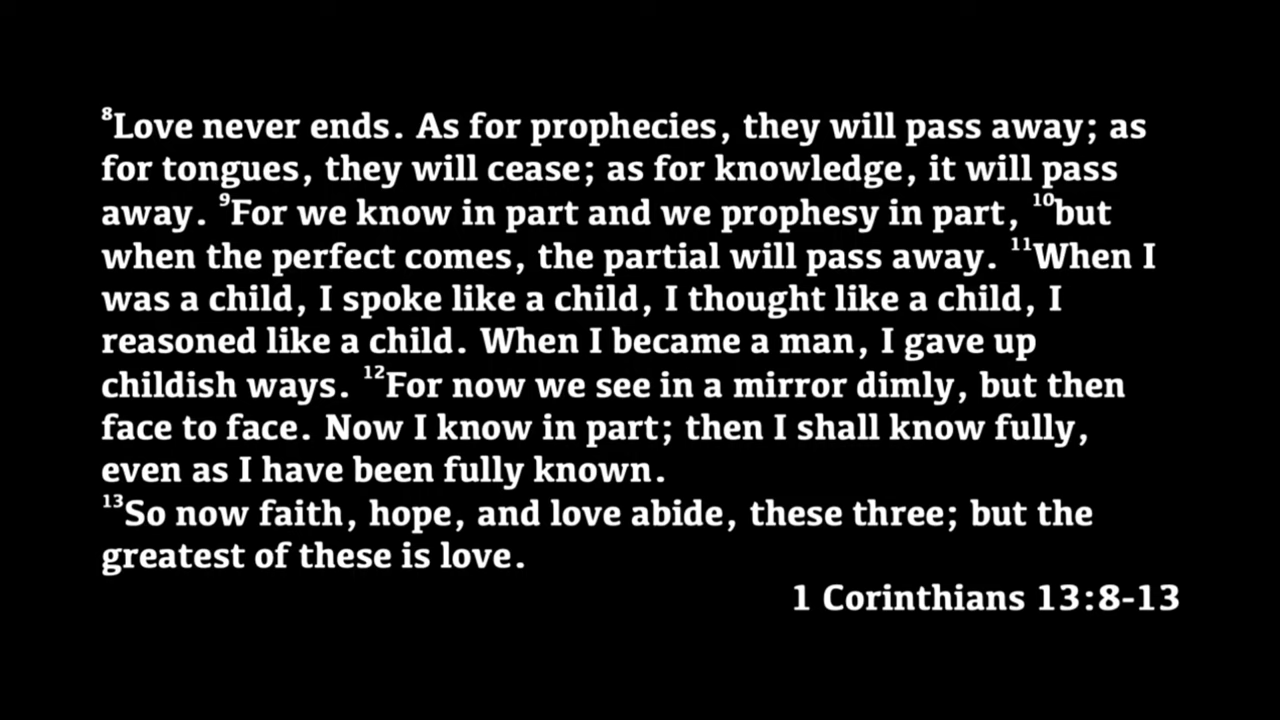 ⁸Love never ends. As for prophecies, they will pass away; as
for tongues, they will cease; as for knowledge, it will pass
away. ⁹For we know in part and we prophesy in part, ¹⁰but
when the perfect comes, the partial will pass away. ¹¹When I
was a child, I spoke like a child, I thought like a child, I
reasoned like a child. When I became a man, I gave up
childish ways. ¹²For now we see in a mirror dimly, but then
face to face. Now I know in part; then I shall know fully,
even as I have been fully known.
¹³So now faith, hope, and love abide, these three; but the
greatest of these is love.
1 Corinthians 13:8-13